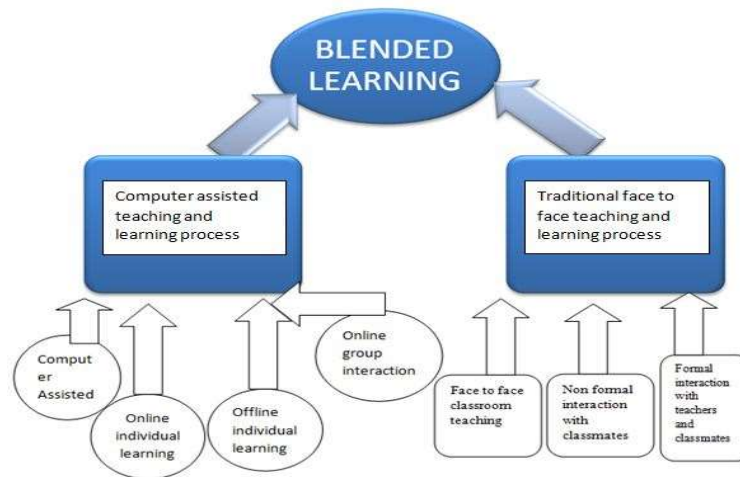 BLENDED
LEARNING
Computer assisted
teaching and
learning process
Traditional face to
face teaching and
learning process
Comput
er
Assisted
Online
individual
learning
Offline
individual
learning
Online
group
interaction
Face to face
classroom
teaching
Non formal
interaction
with
classmates
Formal
interaction
with
teachers
and
classmates